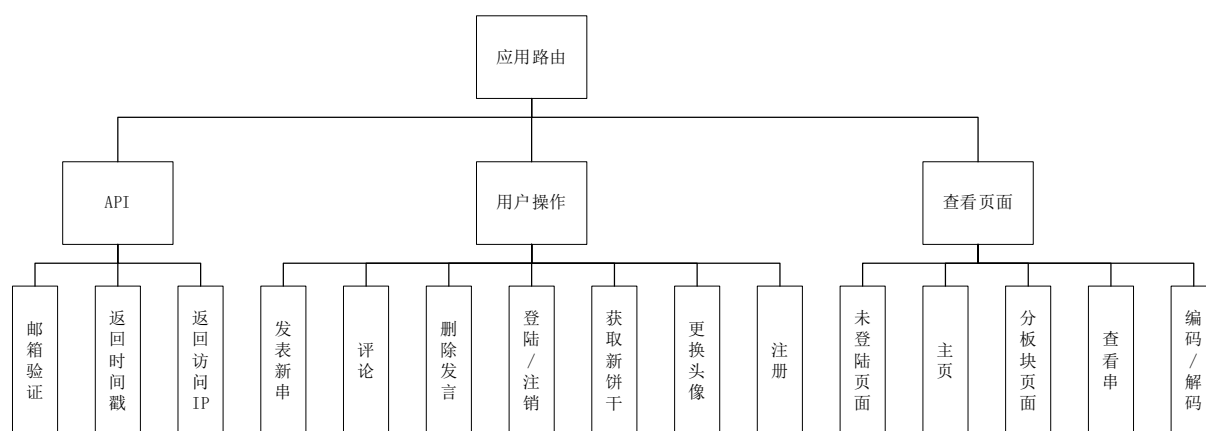 应用路由
API
用户操作
查看页面
邮箱验证
返回时间戳
返回访问IP
发表新串
评论
删除发言
登陆/注销
获取新饼干
更换头像
注册
未登陆页面
主页
分板块页面
查看串
编码/解码